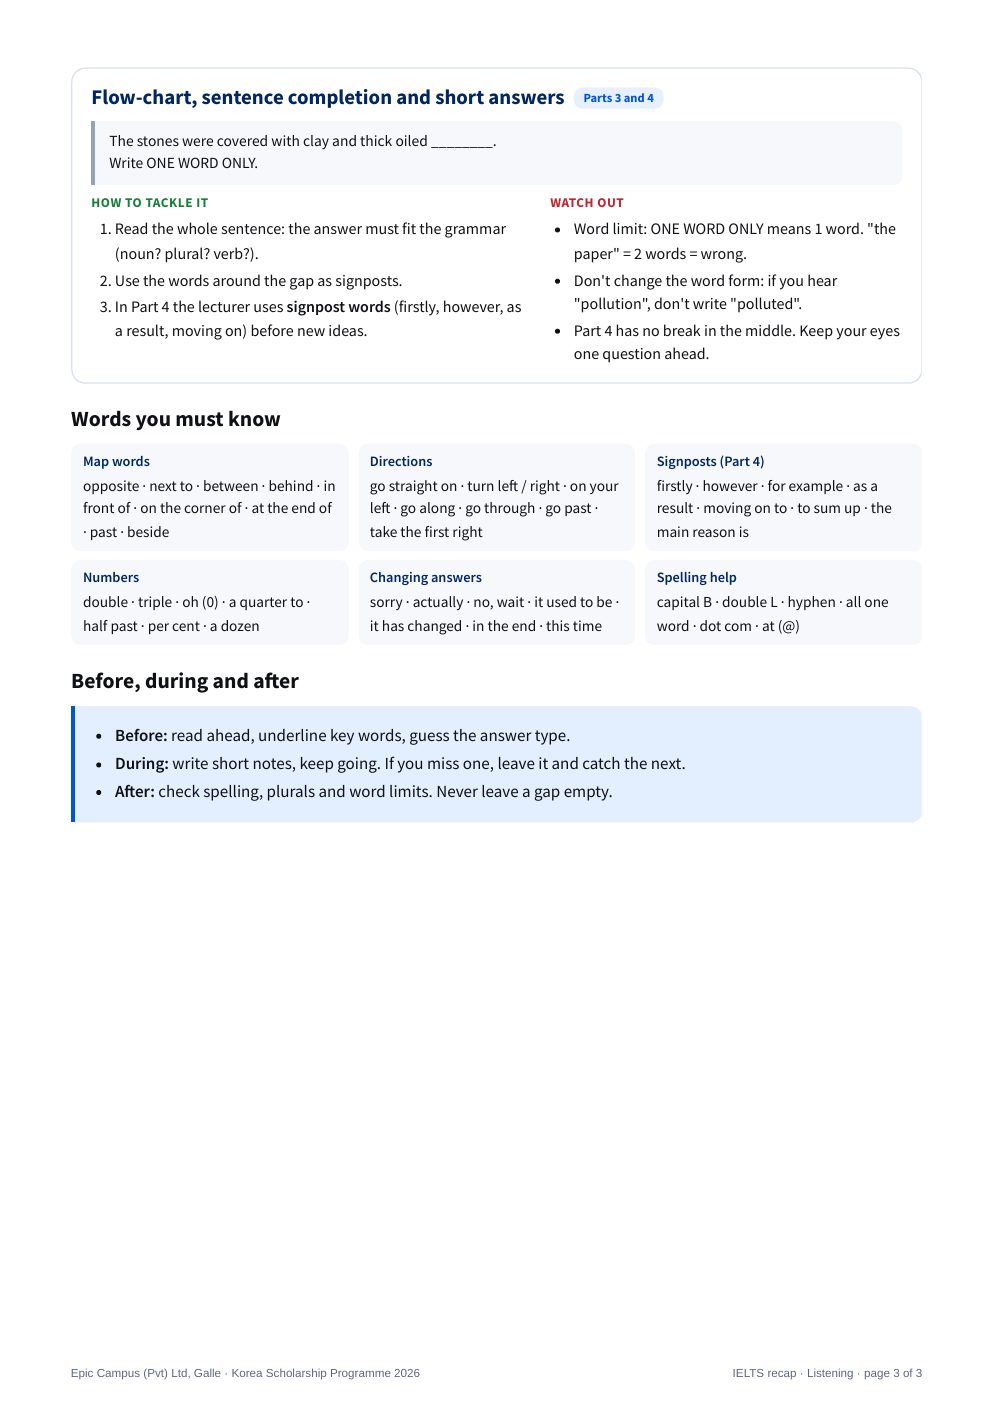 Flow-chart, sentence completion and short answers Parts 3 and 4
The stones were covered with clay and thick oiled ________.
Write ONE WORD ONLY.
HOW TO TACKLE IT
1. Read the whole sentence: the answer must fit the grammar
(noun? plural? verb?).
2. Use the words around the gap as signposts.
3. In Part 4 the lecturer uses signpost words (firstly, however, as
a result, moving on) before new ideas.
WATCH OUT
• Word limit: ONE WORD ONLY means 1 word. "the
paper" = 2 words = wrong.
• Don't change the word form: if you hear
"pollution", don't write "polluted".
• Part 4 has no break in the middle. Keep your eyes
one question ahead.
Words you must know
Map words
opposite · next to · between · behind · in
front of · on the corner of · at the end of
· past · beside
Directions
go straight on · turn left / right · on your
left · go along · go through · go past ·
take the first right
Signposts (Part 4)
firstly · however · for example · as a
result · moving on to · to sum up · the
main reason is
Numbers
double · triple · oh (0) · a quarter to ·
half past · per cent · a dozen
Changing answers
sorry · actually · no, wait · it used to be ·
it has changed · in the end · this time
Spelling help
capital B · double L · hyphen · all one
word · dot com · at (@)
Before, during and after
• Before: read ahead, underline key words, guess the answer type.
• During: write short notes, keep going. If you miss one, leave it and catch the next.
• After: check spelling, plurals and word limits. Never leave a gap empty.
Epic Campus (Pvt) Ltd, Galle · Korea Scholarship Programme 2026
IELTS recap · Listening · page 3 of 3